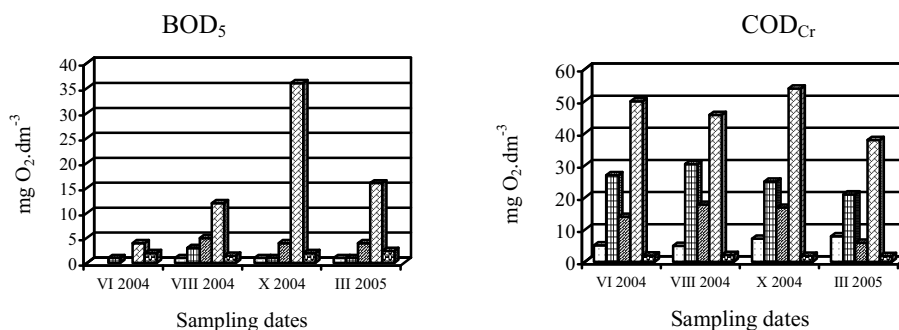 BOD₅
mg O₂.dm⁻³
40
35
30
25
20
15
10
5
0
VI 2004 VIII 2004 X 2004 III 2005
Sampling dates
COD_Cr
mg O₂.dm⁻³
60
50
40
30
20
10
0
VI 2004 VIII 2004 X 2004 III 2005
Sampling dates